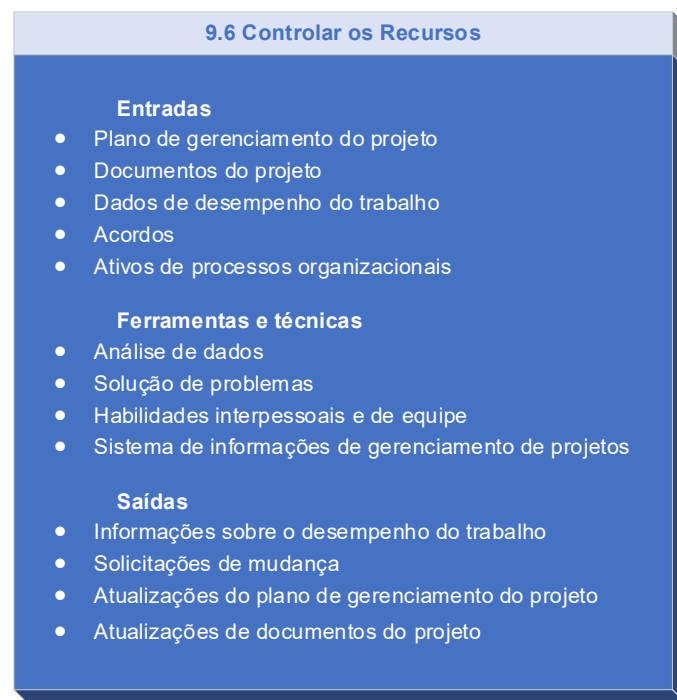 9.6 Controlar os Recursos
Entradas
• Plano de gerenciamento do projeto
• Documentos do projeto
• Dados de desempenho do trabalho
• Acordos
• Ativos de processos organizacionais
Ferramentas e técnicas
• Análise de dados
• Solução de problemas
• Habilidades interpessoais e de equipe
• Sistema de informações de gerenciamento de projetos
Saídas
• Informações sobre o desempenho do trabalho
• Solicitações de mudança
• Atualizações do plano de gerenciamento do projeto
• Atualizações de documentos do projeto